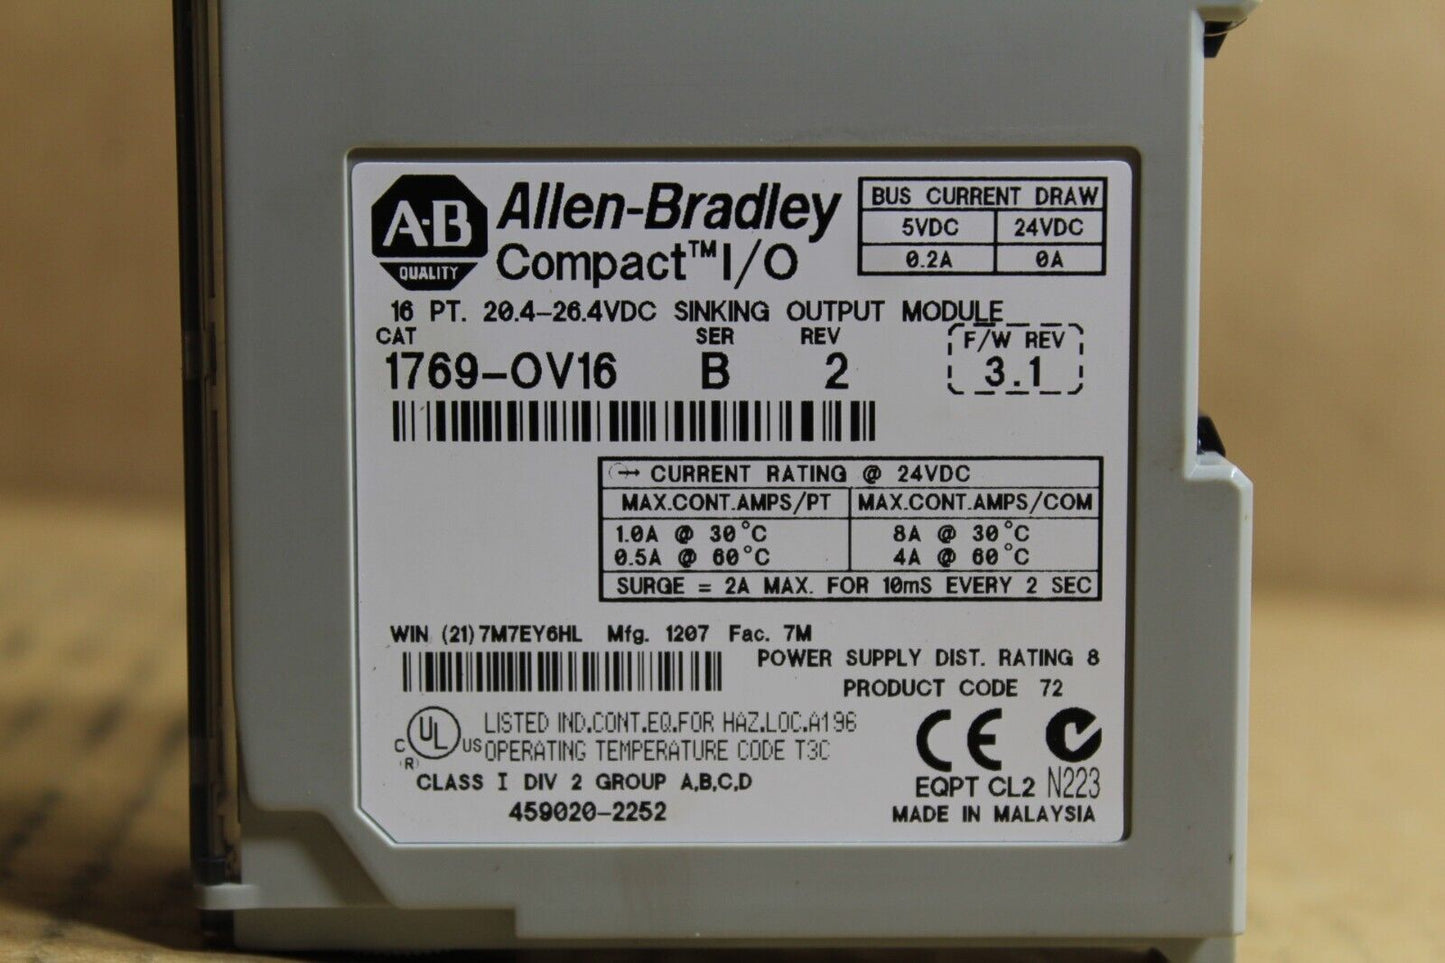 A·B
QUALITY
Allen-Bradley
Compact™ I/O
BUS CURRENT DRAW
5VDC 24VDC
0.2A 0A
16 PT. 20.4-26.4VDC SINKING OUTPUT MODULE
CAT SER REV
1769-OV16 B 2
F/W REV
3.1
CURRENT RATING @ 24VDC
MAX.CONT.AMPS/PT MAX.CONT.AMPS/COM
1.0A @ 30°C 8A @ 30°C
0.5A @ 60°C 4A @ 60°C
SURGE = 2A MAX. FOR 10mS EVERY 2 SEC
WIN (21)7M7EY6HL Mfg. 1207 Fac. 7M
POWER SUPPLY DIST. RATING 8
PRODUCT CODE 72
C UL US (R)
LISTED IND.CONT.EQ.FOR HAZ.LOC.A196
OPERATING TEMPERATURE CODE T3C
CLASS I DIV 2 GROUP A,B,C,D
459020-2252
CE
EQPT CL2 N223
MADE IN MALAYSIA